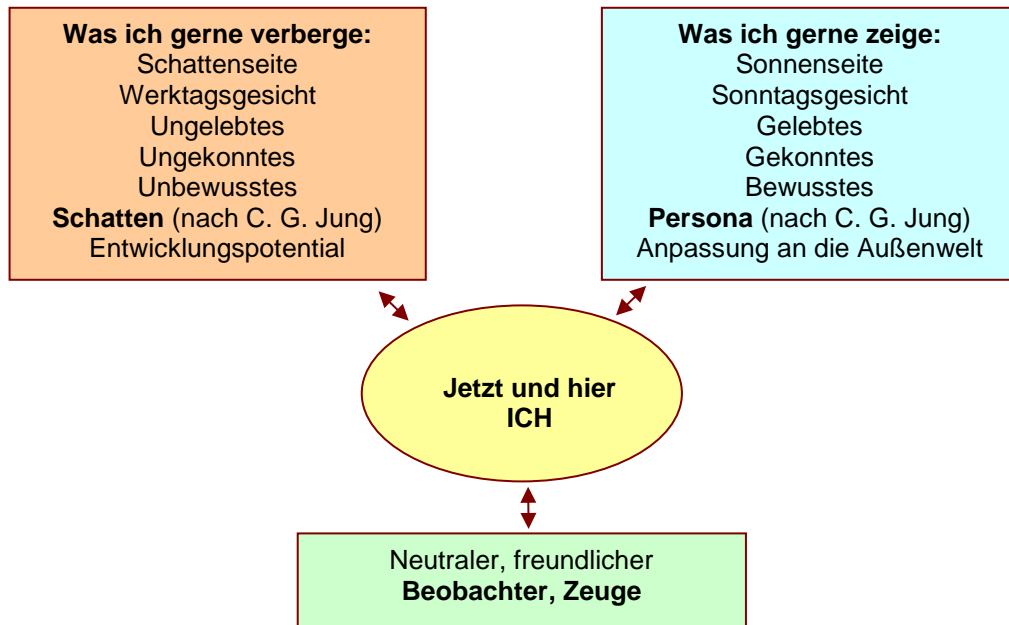 Was ich gerne verberge:
Schattenseite
Werktagsgesicht
Ungelebtes
Ungekonntes
Unbewusstes
Schatten (nach C. G. Jung)
Entwicklungspotential
Was ich gerne zeige:
Sonnenseite
Sonntagsgesicht
Gelebtes
Gekonntes
Bewusstes
Persona (nach C. G. Jung)
Anpassung an die Außenwelt
Jetzt und hier
ICH
Neutraler, freundlicher
Beobachter, Zeuge